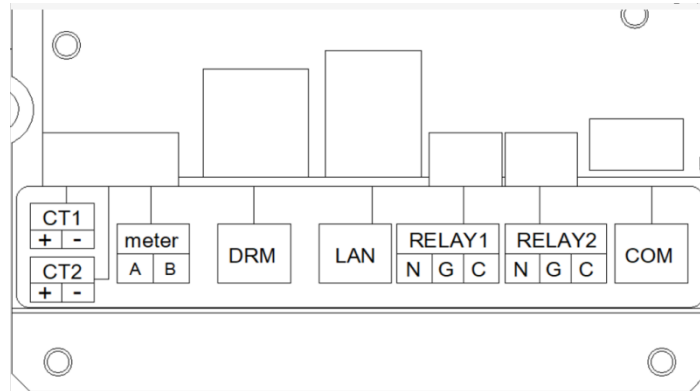 CT1
+ -
CT2
+ -
meter
A B
DRM
LAN
RELAY1
N G C
RELAY2
N G C
COM